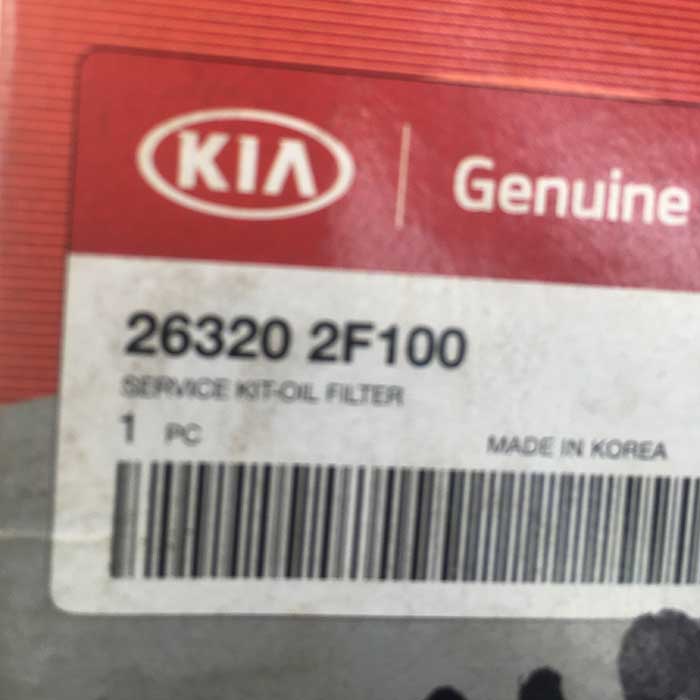 KIA Genuine
26320 2F100
SERVICE KIT-OIL FILTER
1 PC MADE IN KOREA